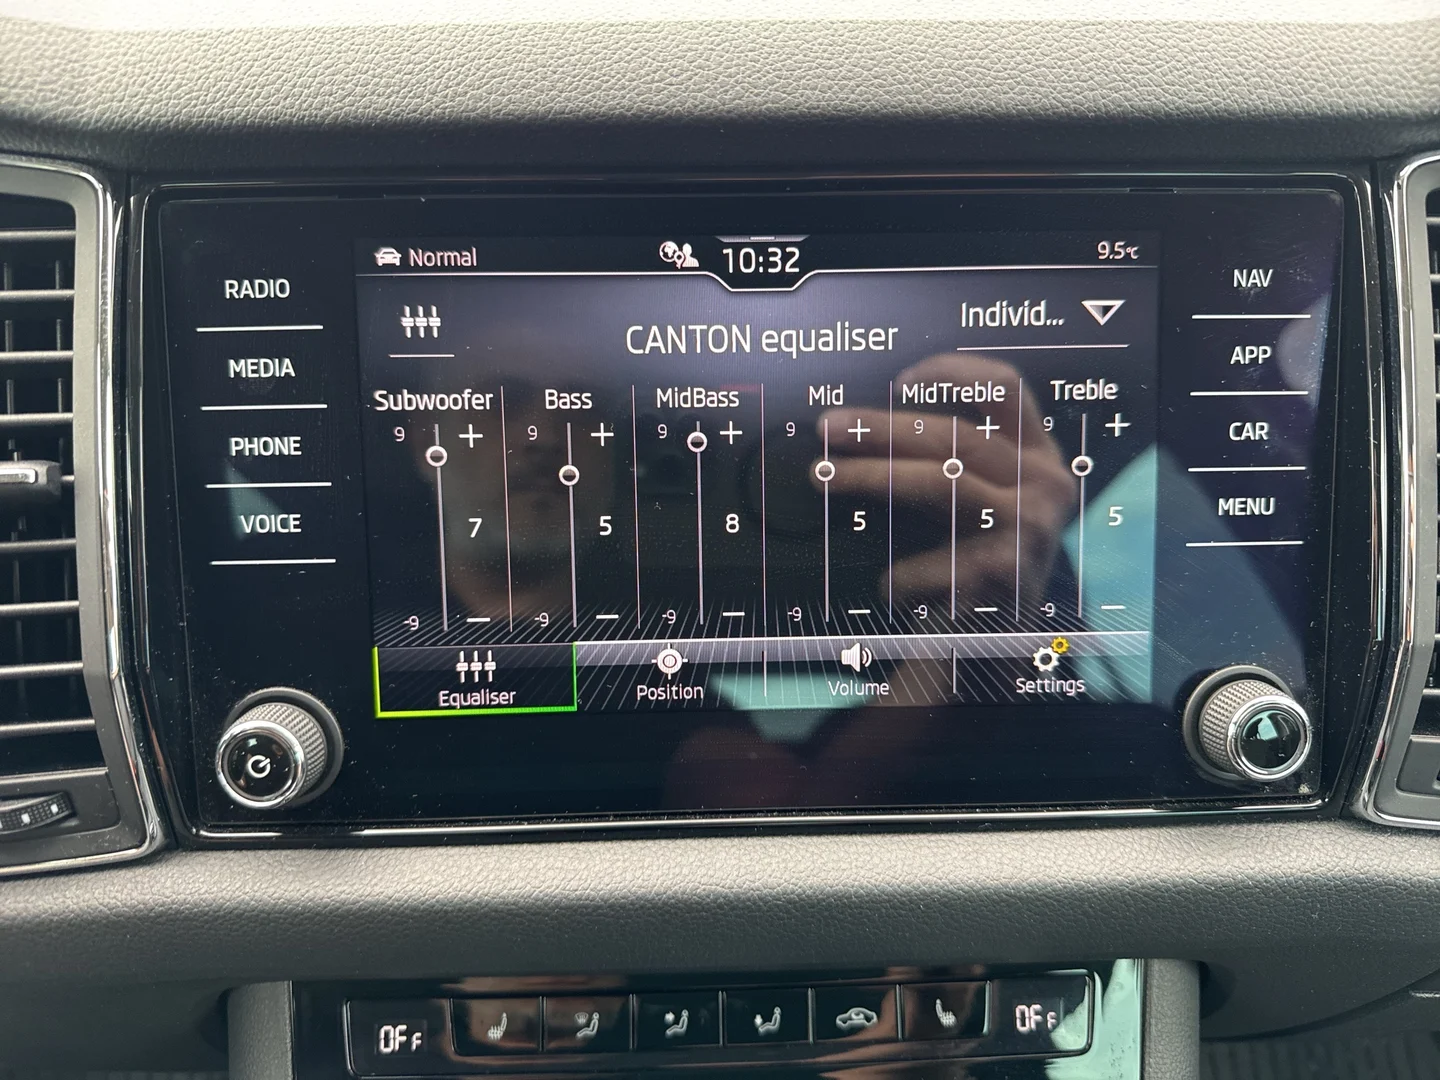 Normal 10:32 9.5°C
RADIO
MEDIA
PHONE
VOICE
Individ...
CANTON equaliser
Subwoofer Bass MidBass Mid MidTreble Treble
9 + 9 + 9 + 9 + 9 + 9 +
7 5 8 5 5 5
-9 — -9 — -9 — -9 — -9 — -9 —
Equaliser Position Volume Settings
NAV
APP
CAR
MENU
OFF OFF